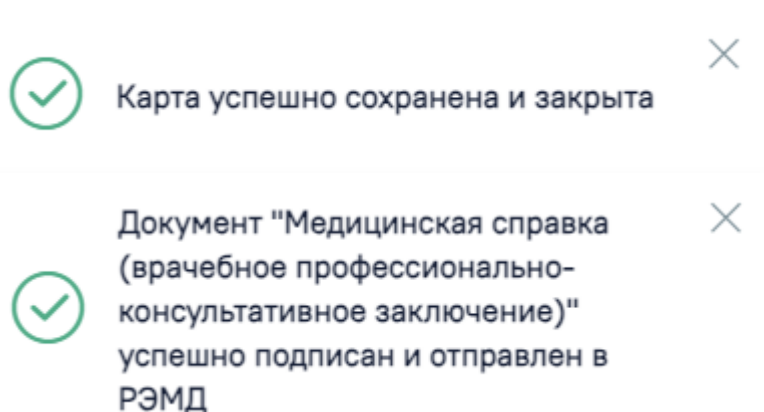 Карта успешно сохранена и закрыта
Документ "Медицинская справка
(врачебное профессионально-
консультативное заключение)"
успешно подписан и отправлен в
РЭМД